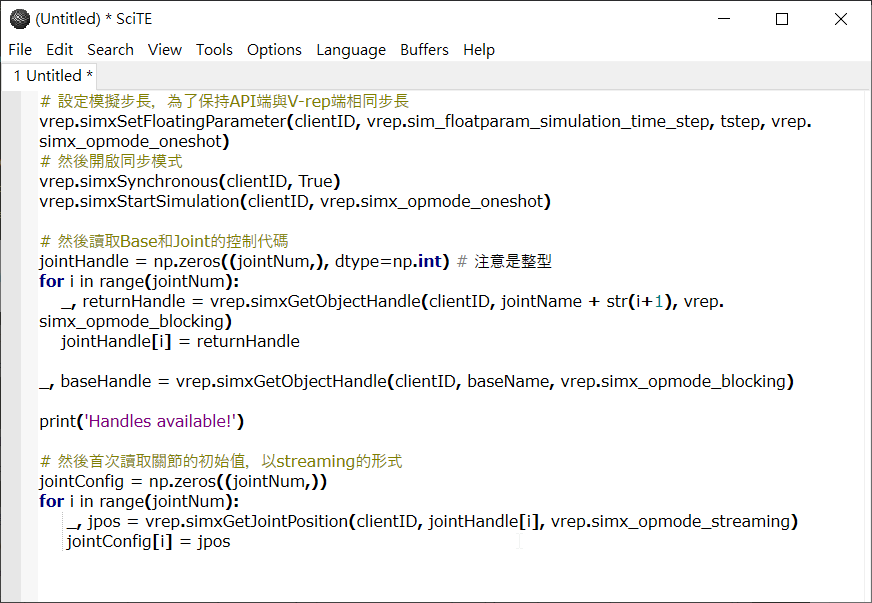 (Untitled) * SciTE
File Edit Search View Tools Options Language Buffers Help
1 Untitled *
# 設定模擬步長，為了保持API端與V-rep端相同步長
vrep.simxSetFloatingParameter(clientID, vrep.sim_floatparam_simulation_time_step, tstep, vrep.
simx_opmode_oneshot)
# 然後開啟同步模式
vrep.simxSynchronous(clientID, True)
vrep.simxStartSimulation(clientID, vrep.simx_opmode_oneshot)
# 然後讀取Base和Joint的控制代碼
jointHandle = np.zeros((jointNum,), dtype=np.int) # 注意是整型
for i in range(jointNum):
_, returnHandle = vrep.simxGetObjectHandle(clientID, jointName + str(i+1), vrep.
simx_opmode_blocking)
jointHandle[i] = returnHandle
_, baseHandle = vrep.simxGetObjectHandle(clientID, baseName, vrep.simx_opmode_blocking)
print('Handles available!')
# 然後首次讀取關節的初始值，以streaming的形式
jointConfig = np.zeros((jointNum,))
for i in range(jointNum):
_, jpos = vrep.simxGetJointPosition(clientID, jointHandle[i], vrep.simx_opmode_streaming)
jointConfig[i] = jpos